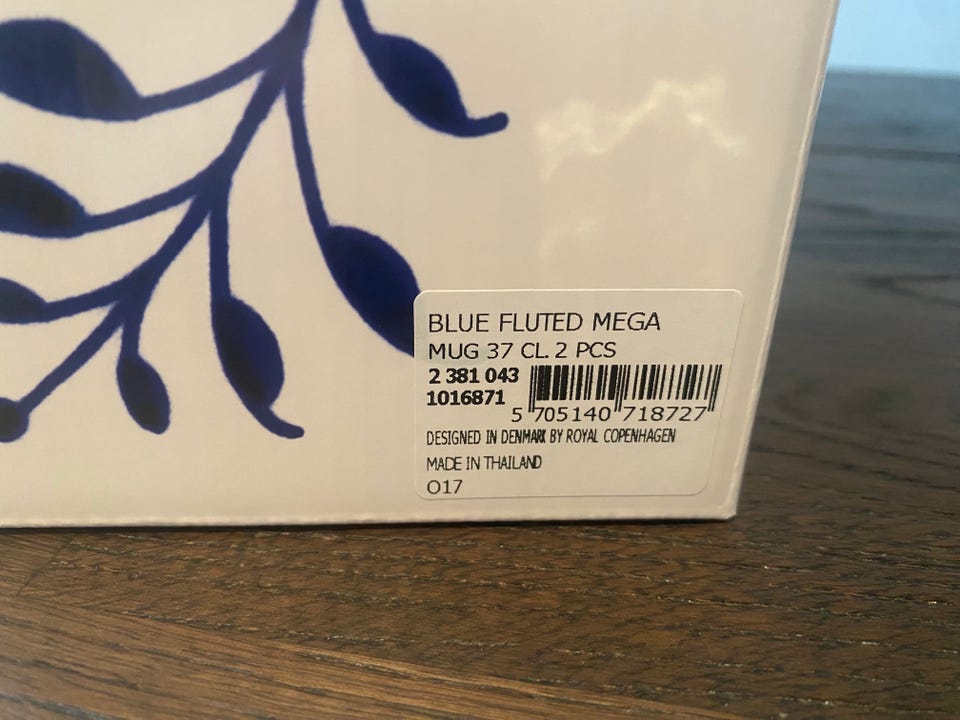 BLUE FLUTED MEGA
MUG 37 CL. 2 PCS
2 381 043
1016871
5 705140 718727
DESIGNED IN DENMARK BY ROYAL COPENHAGEN
MADE IN THAILAND
O17